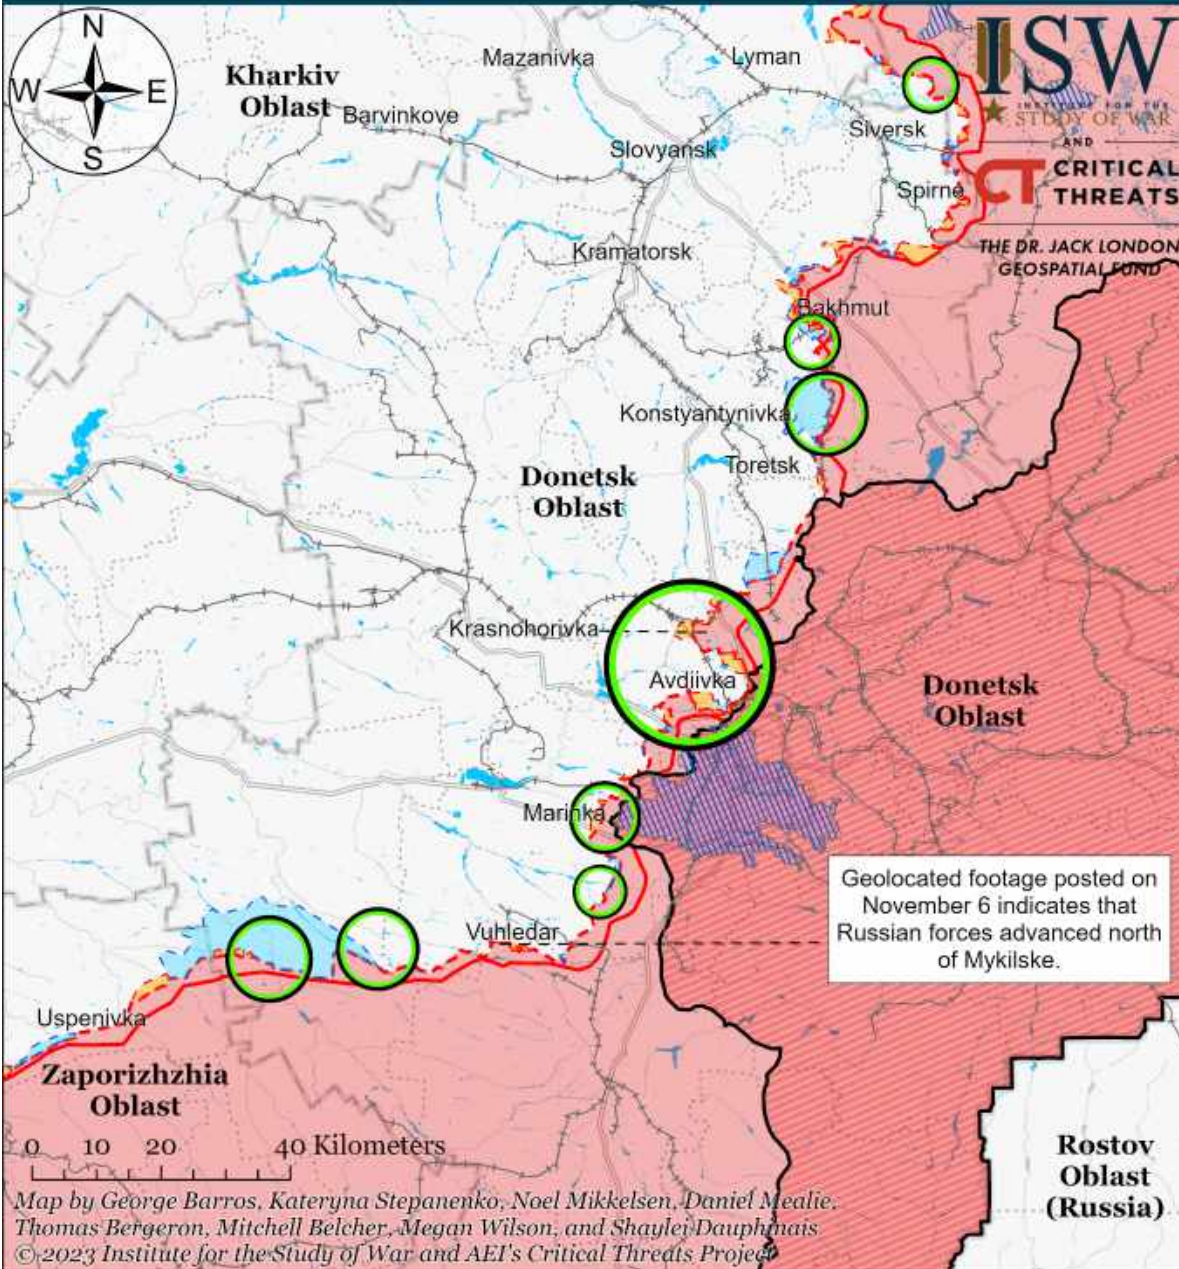 N
W
E
S
Kharkiv
Oblast
Mazanivka
Lyman
Barvinkove
Slovyansk
Siversk
Spirne
Kramatorsk
Bakhmut
Konstyantynivka
Toretsk
Donetsk
Oblast
Krasnohorivka
Avdiivka
Donetsk
Oblast
Marinka
Vuhledar
Uspenivka
Zaporizhzhia
Oblast
ISW
INSTITUTE FOR THE
STUDY OF WAR
AND
CT CRITICAL
THREATS
THE DR. JACK LONDON
GEOSPATIAL FUND
Geolocated footage posted on
November 6 indicates that
Russian forces advanced north
of Mykilske.
Rostov
Oblast
(Russia)
0 10 20 40 Kilometers
Map by George Barros, Kateryna Stepanenko, Noel Mikkelsen, Daniel Mealie,
Thomas Bergeron, Mitchell Belcher, Megan Wilson, and Shaylei Dauphinais
© 2023 Institute for the Study of War and AEI's Critical Threats Project